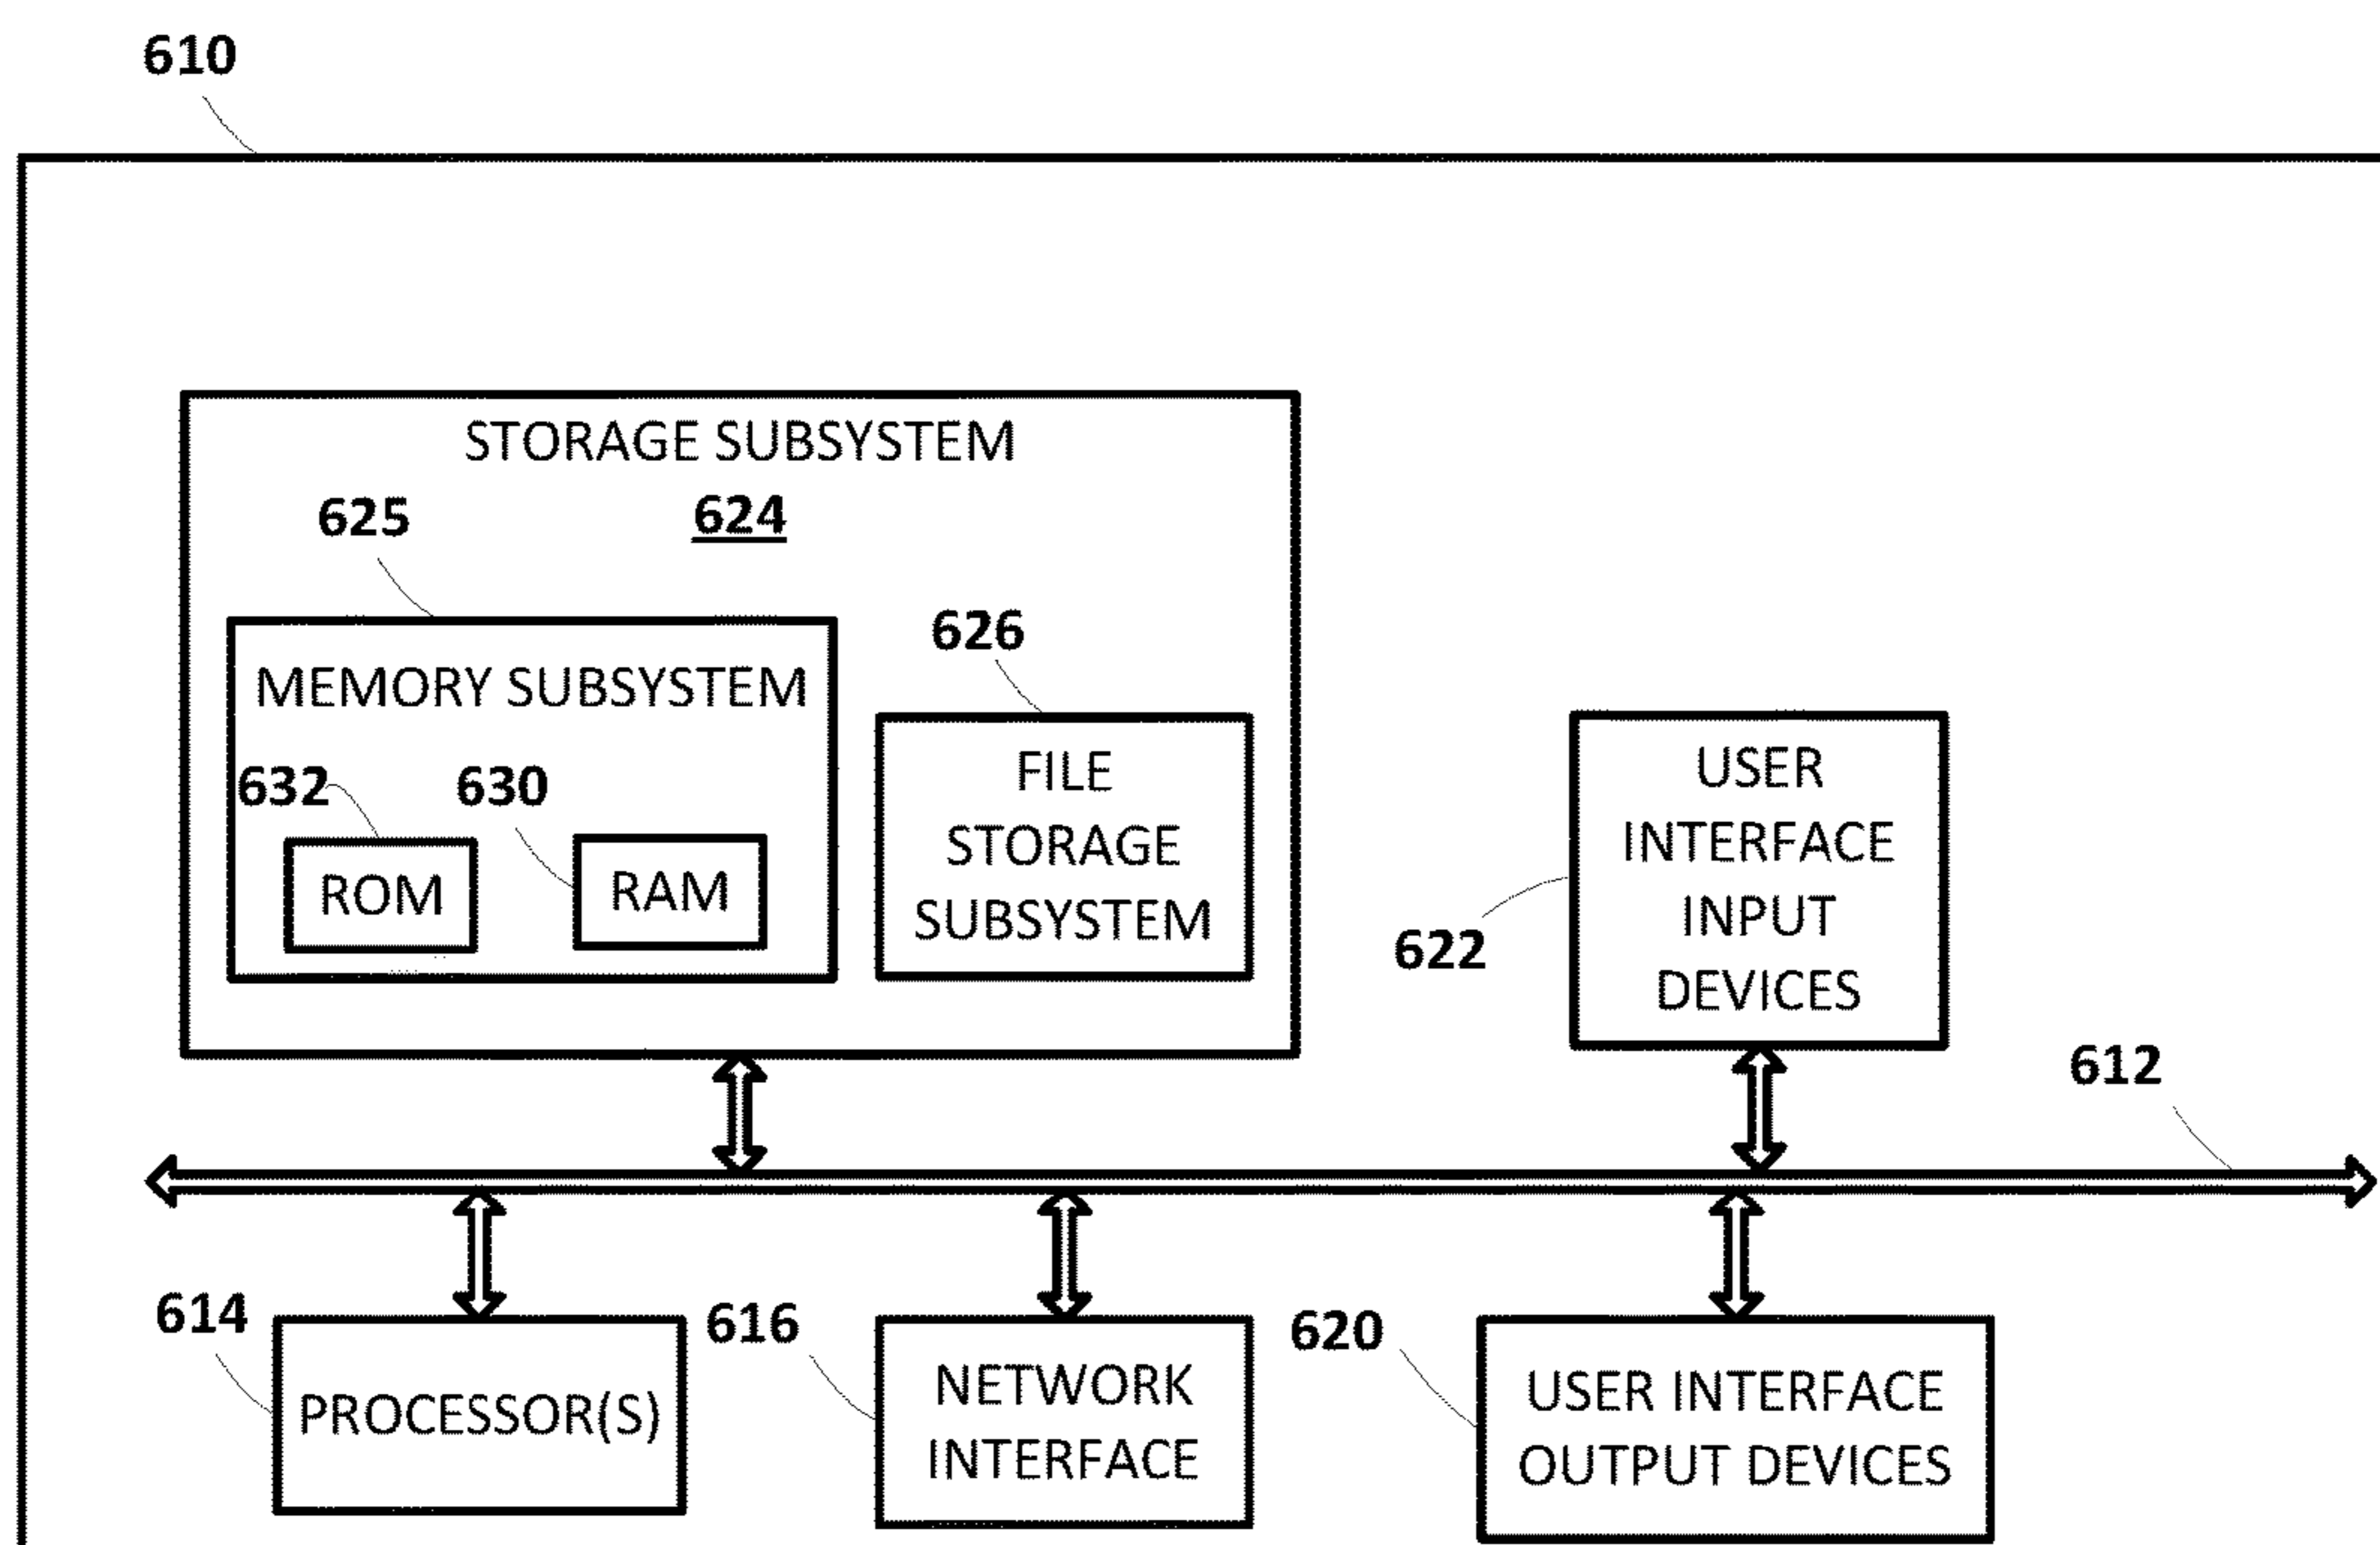 610
STORAGE SUBSYSTEM
625
624
626
MEMORY SUBSYSTEM
632
630
ROM
RAM
FILE
STORAGE
SUBSYSTEM
USER
INTERFACE
INPUT
DEVICES
622
612
614
PROCESSOR(S)
616
NETWORK
INTERFACE
620
USER INTERFACE
OUTPUT DEVICES